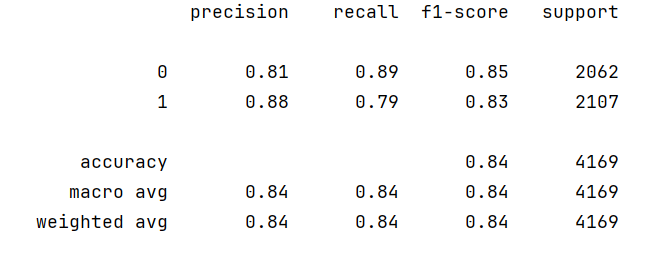 precision recall f1-score support
0 0.81 0.89 0.85 2062
1 0.88 0.79 0.83 2107
accuracy 0.84 4169
macro avg 0.84 0.84 0.84 4169
weighted avg 0.84 0.84 0.84 4169